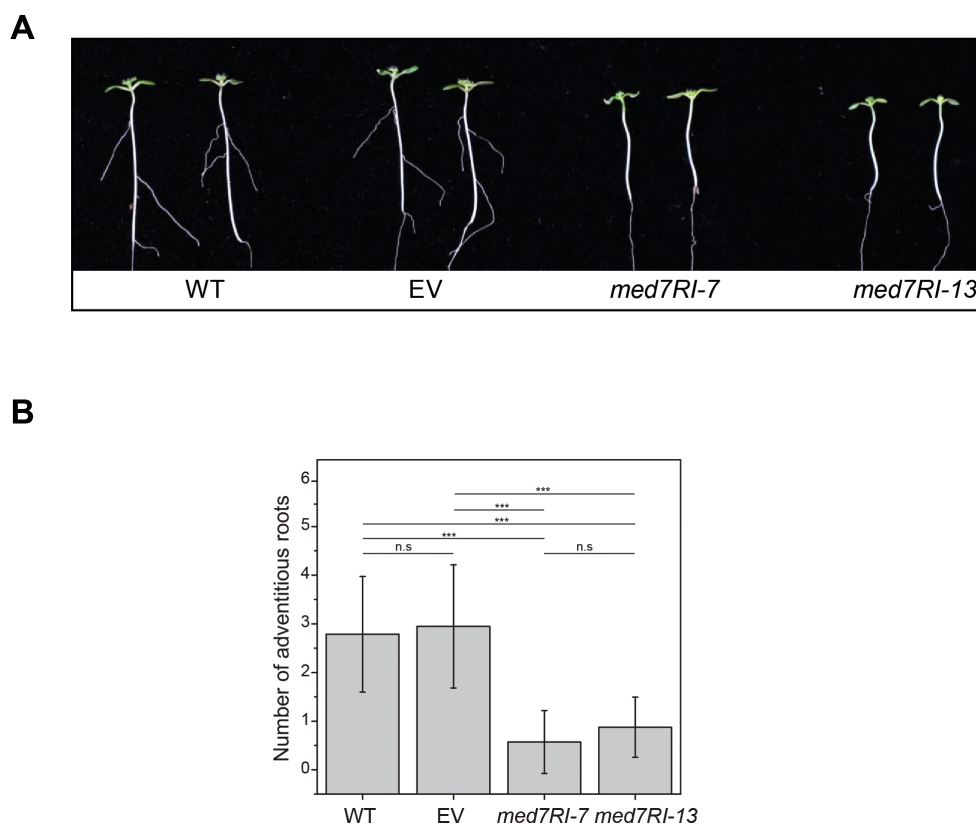 A
WT EV med7RI-7 med7RI-13
B
Number of adventitious roots
6
5
4
3
2
1
0
***
***
***
***
n.s n.s
WT EV med7RI-7 med7RI-13